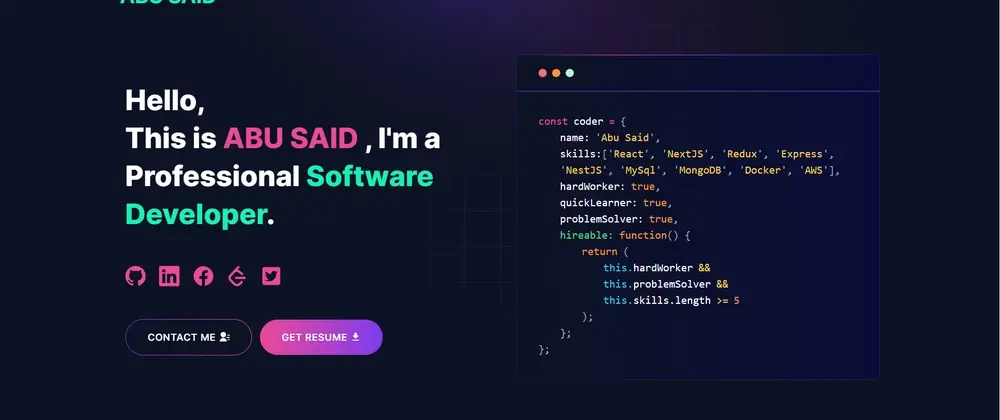 ABU SAID
Hello,
This is ABU SAID , I'm a
Professional Software
Developer.
CONTACT ME
GET RESUME
const coder = {
name: 'Abu Said',
skills:['React', 'NextJS', 'Redux', 'Express',
'NestJS', 'MySql', 'MongoDB', 'Docker', 'AWS'],
hardWorker: true,
quickLearner: true,
problemSolver: true,
hireable: function() {
return (
this.hardWorker &&
this.problemSolver &&
this.skills.length >= 5
);
};
};